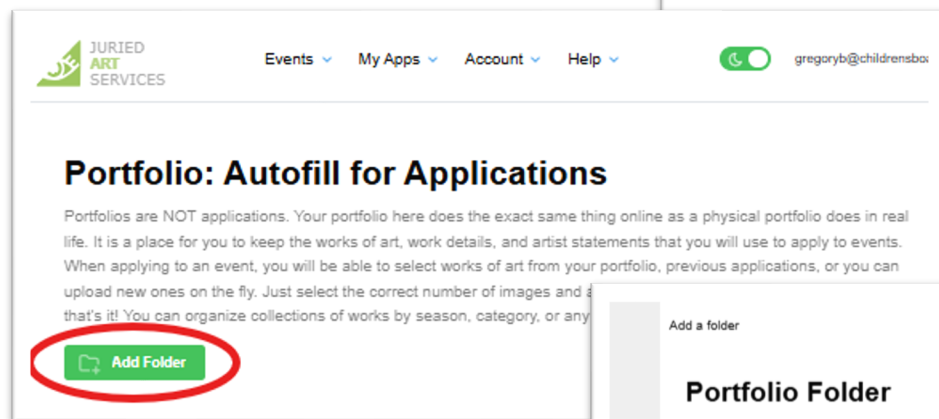 JURIED
ART
SERVICES
JAS
Events
My Apps
Account
Help
gregoryb@childrensbo
Portfolio: Autofill for Applications
Portfolios are NOT applications. Your portfolio here does the exact same thing online as a physical portfolio does in real
life. It is a place for you to keep the works of art, work details, and artist statements that you will use to apply to events.
When applying to an event, you will be able to select works of art from your portfolio, previous applications, or you can
upload new ones on the fly. Just select the correct number of images and
that's it! You can organize collections of works by season, category, or any
Add Folder
Add a folder
Portfolio Folder